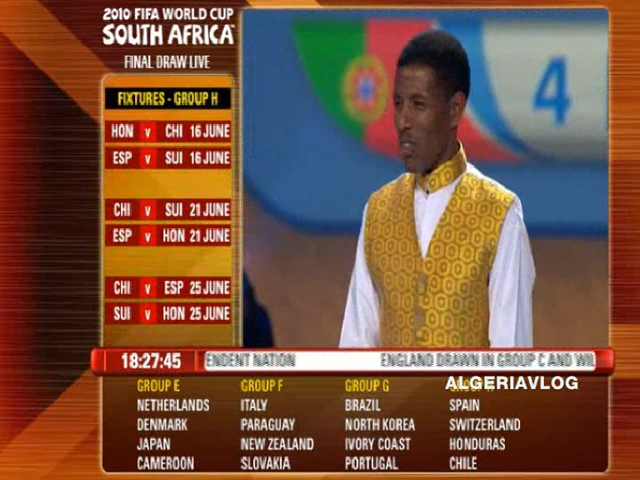 2010 FIFA WORLD CUP
SOUTH AFRICA
FINAL DRAW LIVE
FIXTURES - GROUP H
HON v CHI 16 JUNE
ESP v SUI 16 JUNE
CHI v SUI 21 JUNE
ESP v HON 21 JUNE
CHI v ESP 25 JUNE
SUI v HON 25 JUNE
4
18:27:45 ENDENT NATION ENGLAND DRAWN IN GROUP C AND WIL
ALGERIAVLOG
GROUP E GROUP F GROUP G
NETHERLANDS ITALY BRAZIL SPAIN
DENMARK PARAGUAY NORTH KOREA SWITZERLAND
JAPAN NEW ZEALAND IVORY COAST HONDURAS
CAMEROON SLOVAKIA PORTUGAL CHILE